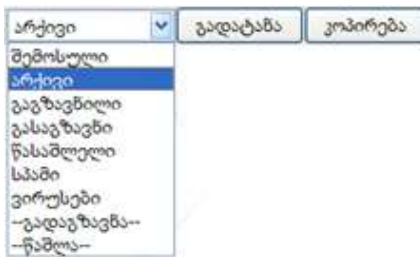 არქივი გადატანა კოპირება
შემოსული
არქივი
გაგზავნილი
გასაგზავნი
წასაშლელი
სპამი
ვირუსები
--გადაგზავნა--
--წაშლა--